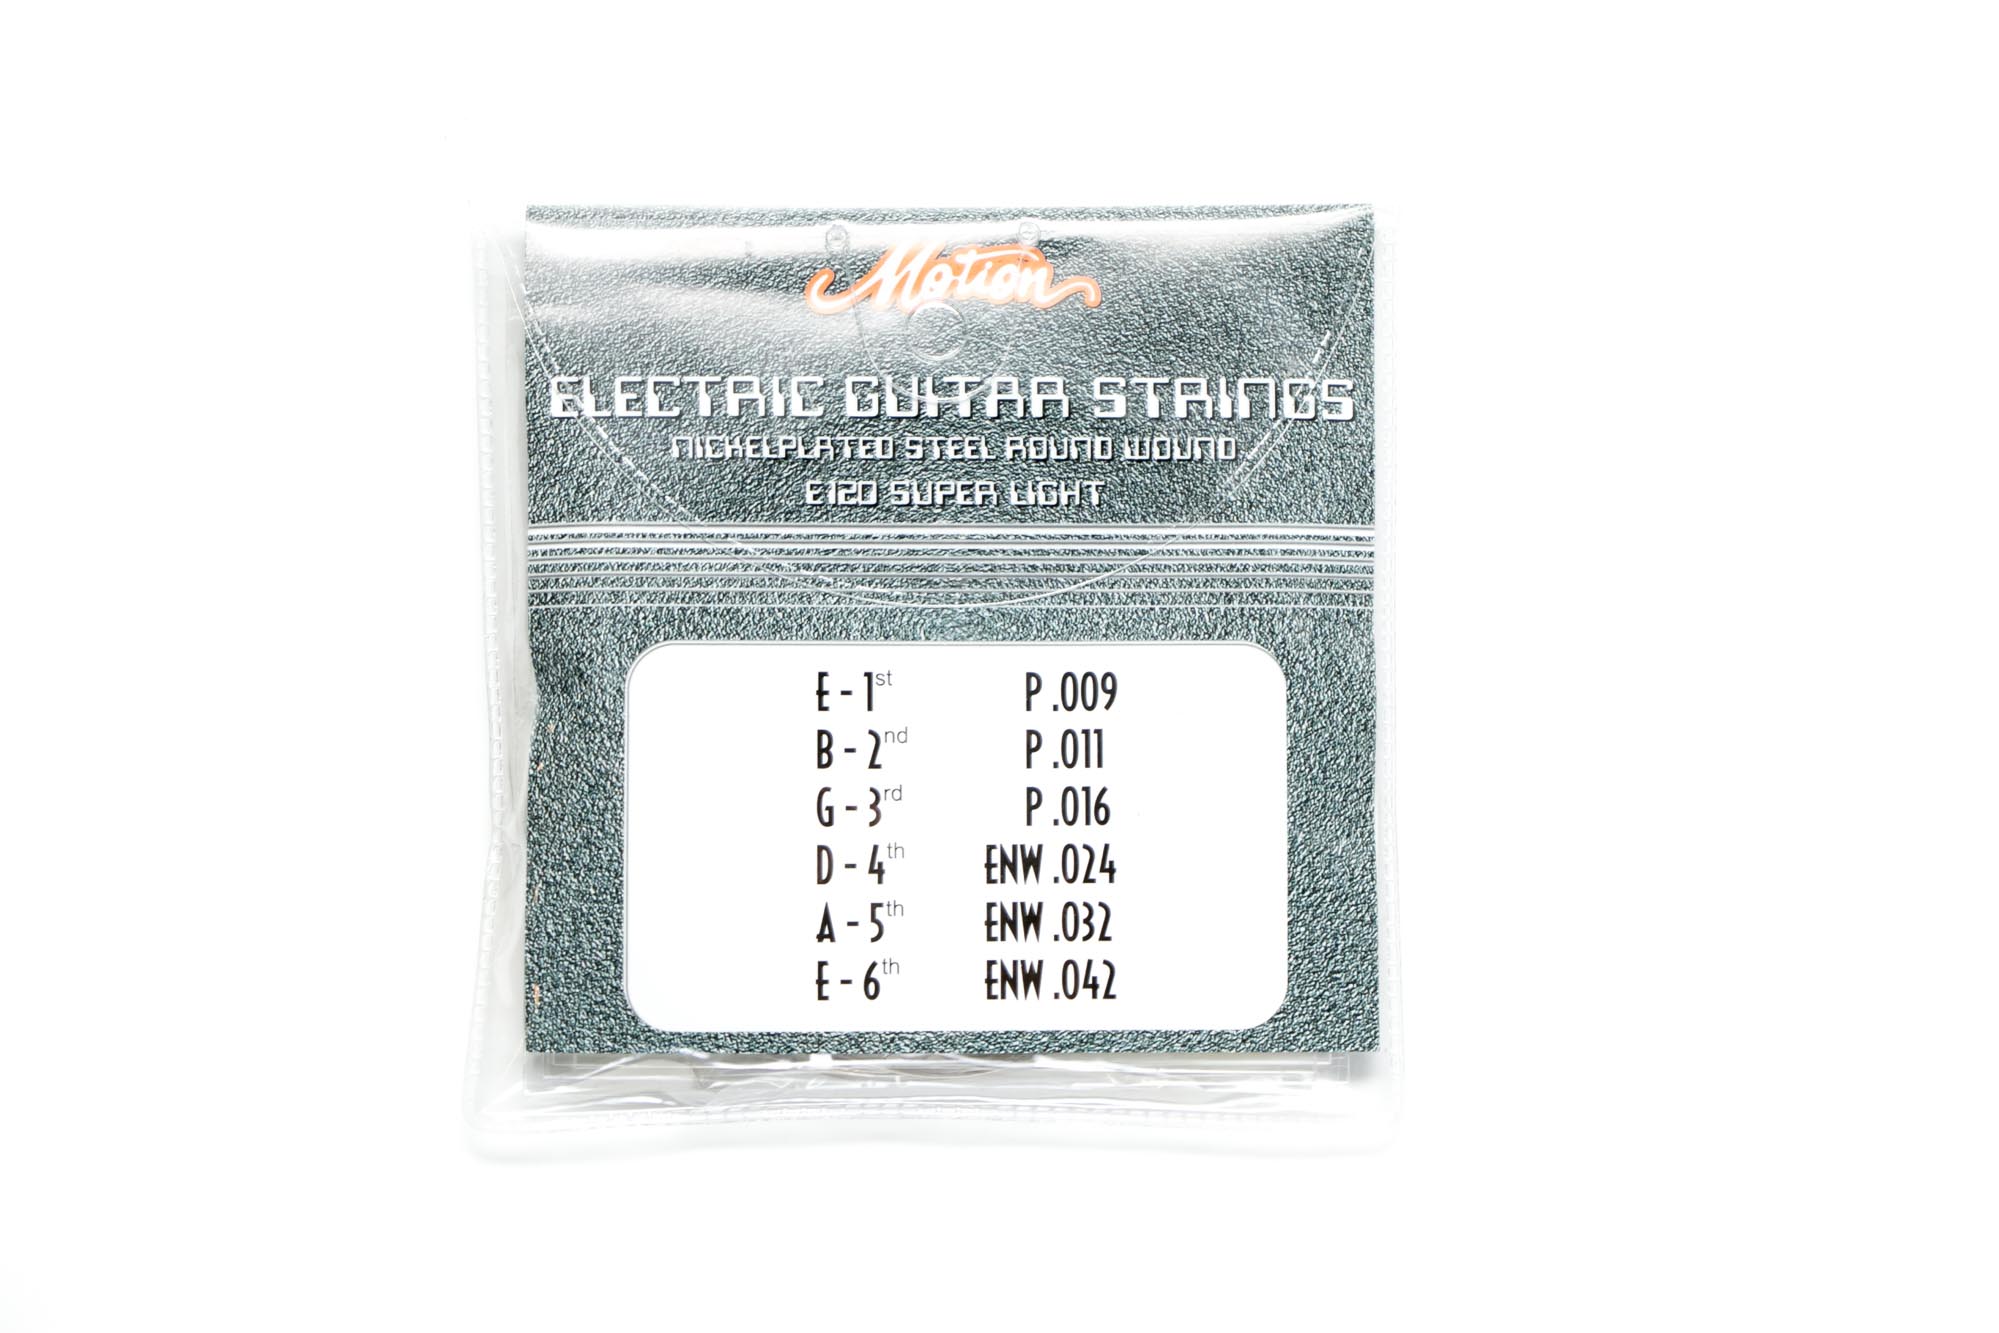 Motion
ELECTRIC GUITAR STRINGS
NICKELPLATED STEEL ROUND WOUND
E120 SUPER LIGHT
E - 1st P .009
B - 2nd P .011
G - 3rd P .016
D - 4th ENW .024
A - 5th ENW .032
E - 6th ENW .042